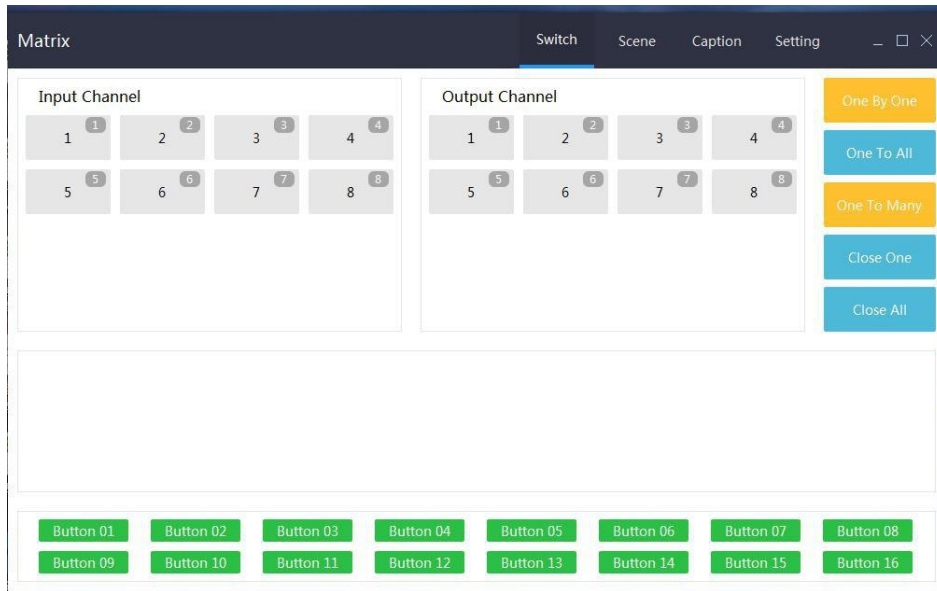 Matrix Switch Scene Caption Setting
Input Channel
1 1 2 2 3 3 4 4
5 5 6 6 7 7 8 8
Output Channel
1 1 2 2 3 3 4 4
5 5 6 6 7 7 8 8
One By One
One To All
One To Many
Close One
Close All
Button 01 Button 02 Button 03 Button 04 Button 05 Button 06 Button 07 Button 08
Button 09 Button 10 Button 11 Button 12 Button 13 Button 14 Button 15 Button 16